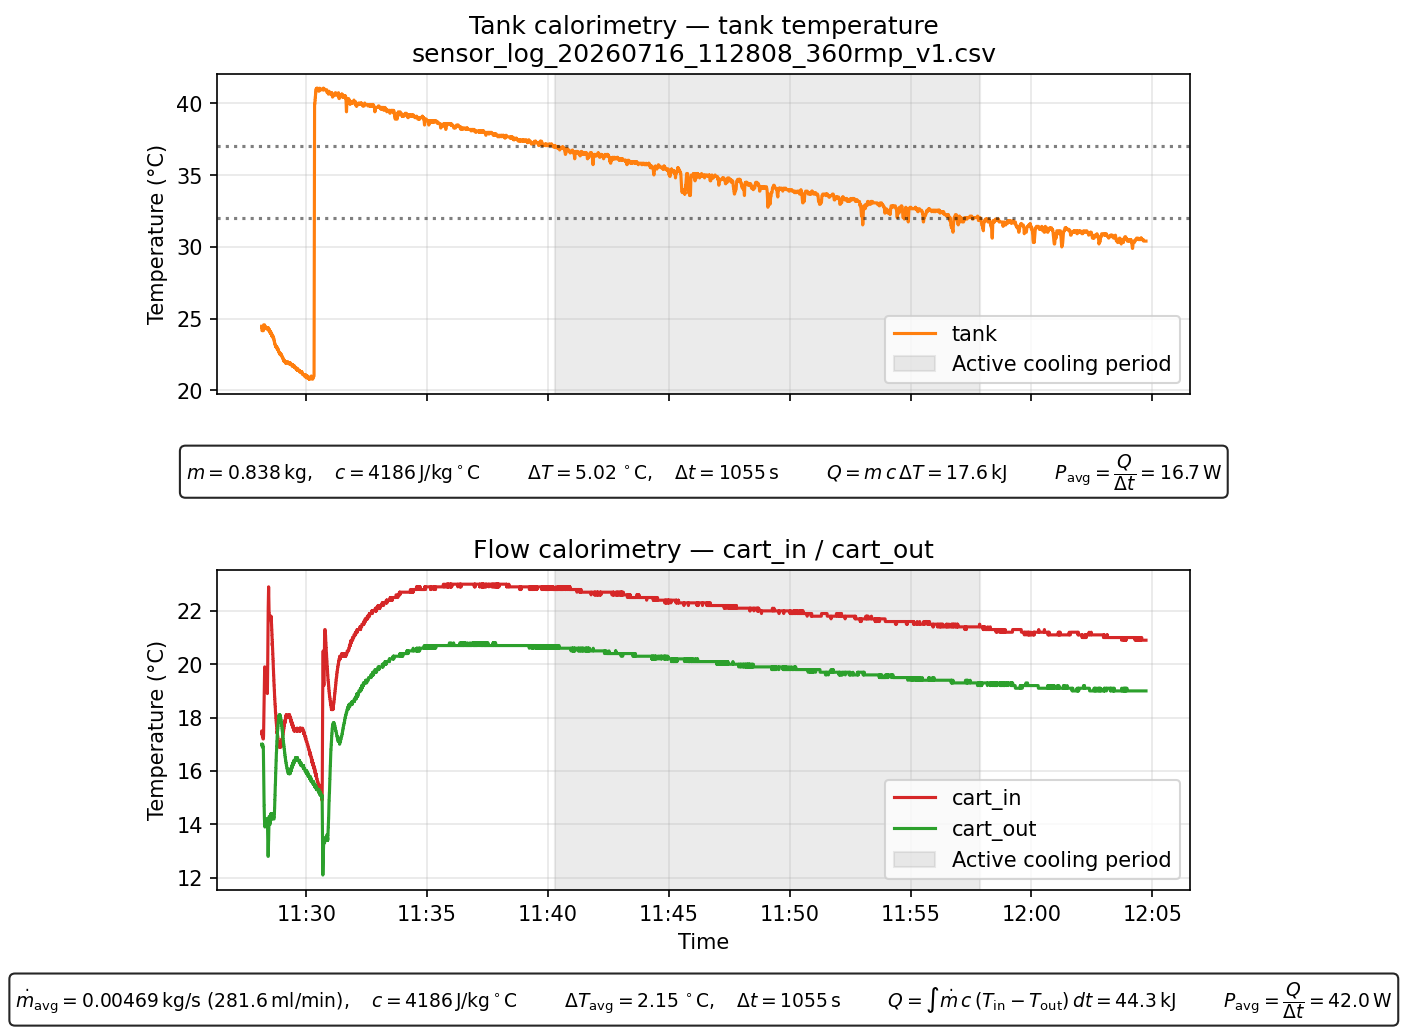 Tank calorimetry — tank temperature
sensor_log_20260716_112808_360rmp_v1.csv
Temperature (°C)
40
35
30
25
20
tank
Active cooling period
m = 0.838 kg, c = 4186 J/kg °C ΔT = 5.02 °C, Δt = 1055 s Q = m c ΔT = 17.6 kJ P_avg = Q/Δt = 16.7 W
Flow calorimetry — cart_in / cart_out
Temperature (°C)
22
20
18
16
14
12
cart_in
cart_out
Active cooling period
11:30 11:35 11:40 11:45 11:50 11:55 12:00 12:05
Time
ṁ_avg = 0.00469 kg/s (281.6 ml/min), c = 4186 J/kg °C ΔT_avg = 2.15 °C, Δt = 1055 s Q = ∫ṁ c (T_in − T_out) dt = 44.3 kJ P_avg = Q/Δt = 42.0 W